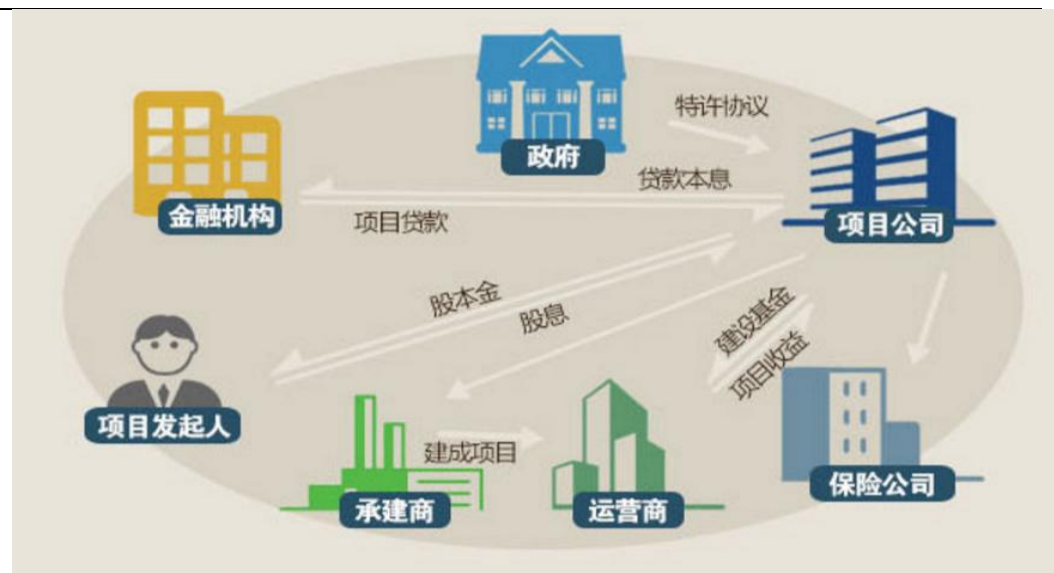 特许协议
政府
贷款本息
金融机构
项目贷款
项目公司
股本金
股息
建设基金
项目收益
项目发起人
建成项目
承建商
运营商
保险公司